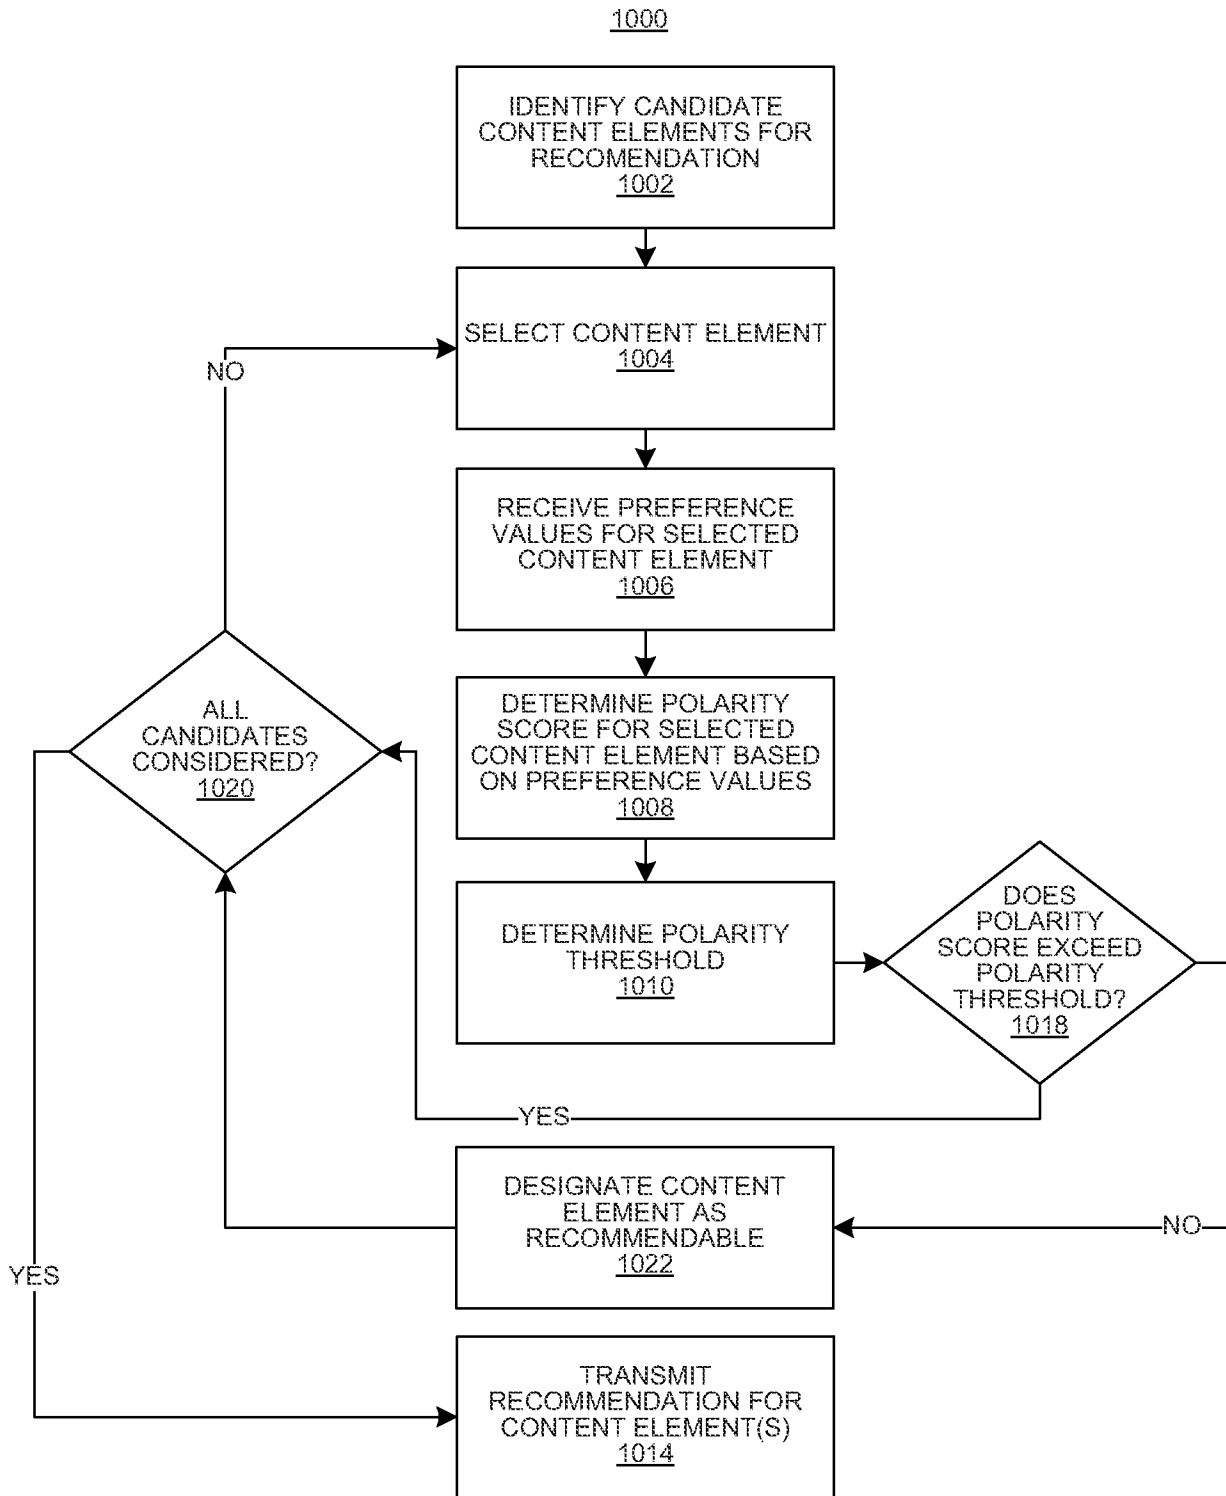 1000
IDENTIFY CANDIDATE
CONTENT ELEMENTS FOR
RECOMENDATION
1002
SELECT CONTENT ELEMENT
1004
NO
RECEIVE PREFERENCE
VALUES FOR SELECTED
CONTENT ELEMENT
1006
DETERMINE POLARITY
SCORE FOR SELECTED
CONTENT ELEMENT BASED
ON PREFERENCE VALUES
1008
ALL
CANDIDATES
CONSIDERED?
1020
DETERMINE POLARITY
THRESHOLD
1010
DOES
POLARITY
SCORE EXCEED
POLARITY
THRESHOLD?
1018
YES
DESIGNATE CONTENT
ELEMENT AS
RECOMMENDABLE
1022
NO
YES
TRANSMIT
RECOMMENDATION FOR
CONTENT ELEMENT(S)
1014